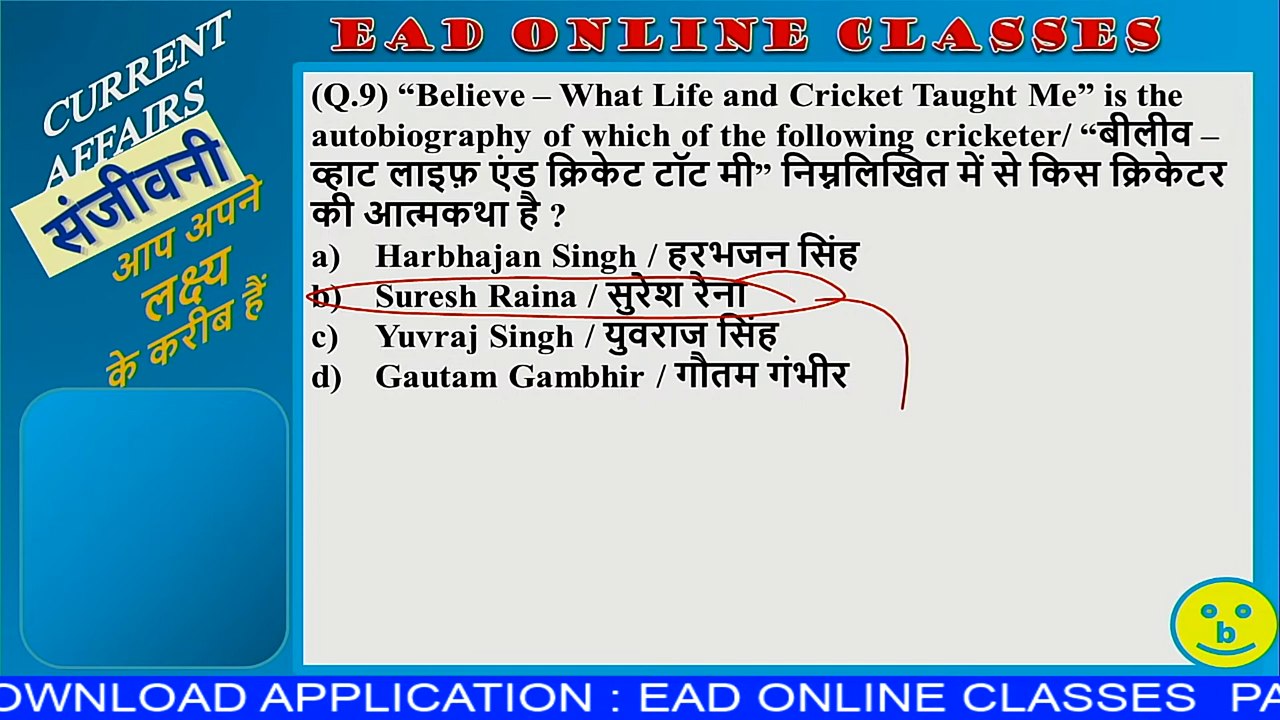 EAD ONLINE CLASSES
CURRENT
AFFAIRS
संजीवनी
आप अपने
लक्ष्य
के करीब हैं
(Q.9) “Believe – What Life and Cricket Taught Me” is the
autobiography of which of the following cricketer/ “बीलीव –
व्हाट लाइफ़ एंड क्रिकेट टॉट मी” निम्नलिखित में से किस क्रिकेटर
की आत्मकथा है ?
a) Harbhajan Singh / हरभजन सिंह
b) Suresh Raina / सुरेश रैना
c) Yuvraj Singh / युवराज सिंह
d) Gautam Gambhir / गौतम गंभीर
b
OWNLOAD APPLICATION : EAD ONLINE CLASSES PA